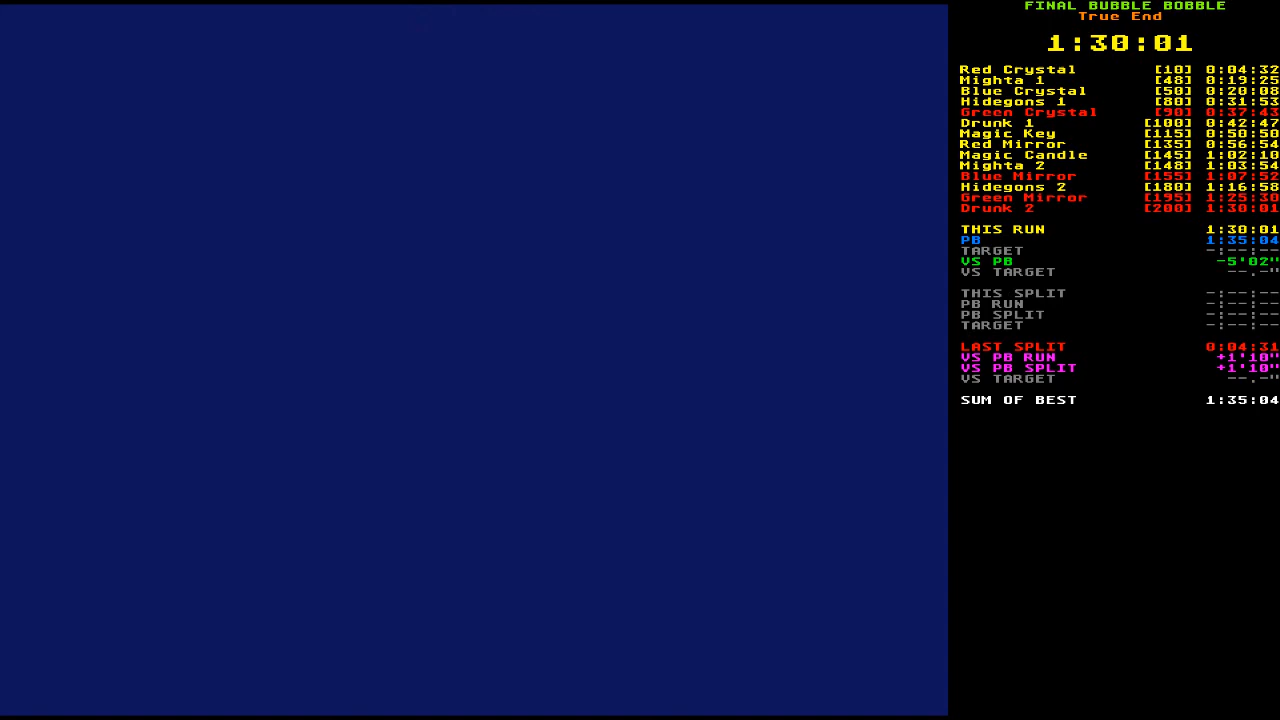 FINAL BUBBLE BOBBLE
True End
1:30:01
Red Crystal [10] 0:04:32
Mighta 1 [48] 0:19:25
Blue Crystal [50] 0:20:08
Hidegons 1 [80] 0:31:53
Green Crystal [90] 0:37:43
Drunk 1 [100] 0:42:47
Magic Key [115] 0:50:50
Red Mirror [135] 0:56:54
Magic Candle [145] 1:02:10
Mighta 2 [148] 1:03:54
Blue Mirror [155] 1:07:52
Hidegons 2 [180] 1:16:58
Green Mirror [195] 1:25:30
Drunk 2 [200] 1:30:01
THIS RUN 1:30:01
PB 1:35:04
TARGET -:--:--
VS PB -5'02"
VS TARGET --.-"
THIS SPLIT -:--:--
PB RUN -:--:--
PB SPLIT -:--:--
TARGET -:--:--
LAST SPLIT 0:04:31
VS PB RUN +1'10"
VS PB SPLIT +1'10"
VS TARGET --.-"
SUM OF BEST 1:35:04